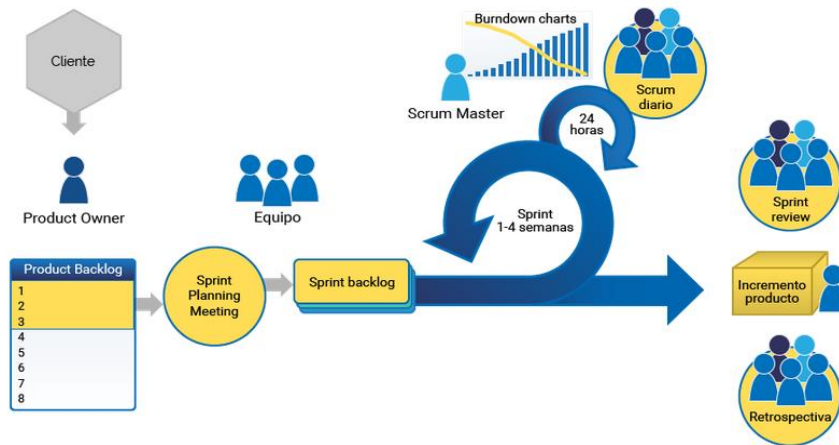 Cliente
Product Owner
Equipo
Burndown charts
Scrum Master
Scrum
diario
24
horas
Sprint
1-4 semanas
Product Backlog
1
2
3
4
5
6
7
8
Sprint
Planning
Meeting
Sprint backlog
Sprint
review
Incremento
producto
Retrospectiva